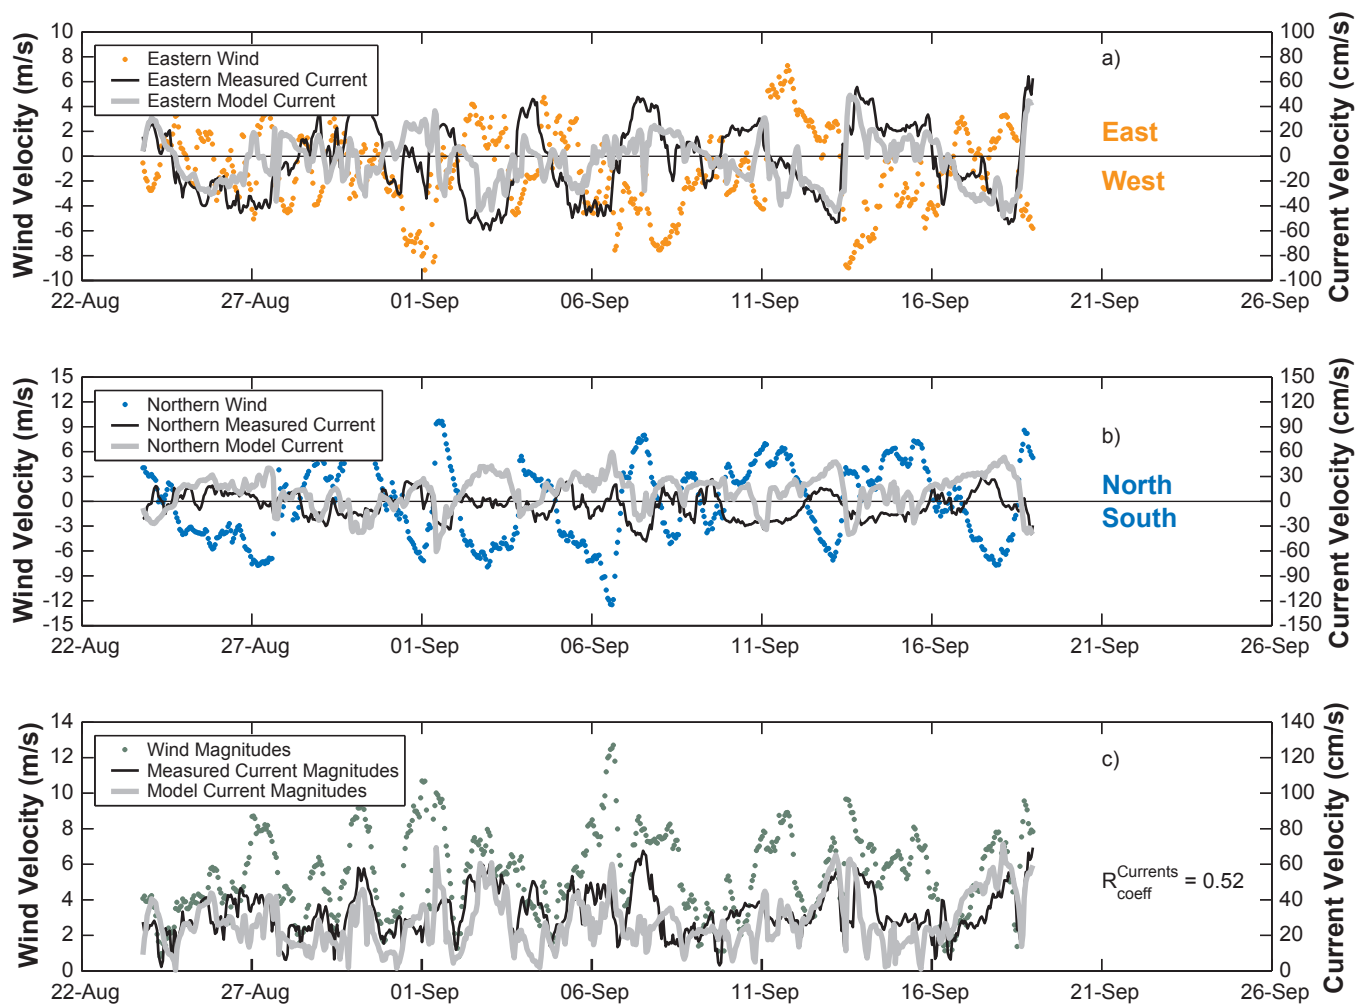 Wind Velocity (m/s)
10
8
6
4
2
0
-2
-4
-6
-8
-10
Eastern Wind
Eastern Measured Current
Eastern Model Current
a)
East
West
100
80
60
40
20
0
20
40
60
80
100
Current Velocity (cm/s)
22-Aug 27-Aug 01-Sep 06-Sep 11-Sep 16-Sep 21-Sep 26-Sep
Wind Velocity (m/s)
15
12
9
6
3
0
-3
-6
-9
-12
-15
Northern Wind
Northern Measured Current
Northern Model Current
b)
North
South
150
120
90
60
30
0
-30
-60
-90
-120
-150
Current Velocity (cm/s)
22-Aug 27-Aug 01-Sep 06-Sep 11-Sep 16-Sep 21-Sep 26-Sep
Wind Velocity (m/s)
14
12
10
8
6
4
2
0
Wind Magnitudes
Measured Current Magnitudes
Model Current Magnitudes
c)
R Currents coeff = 0.52
140
120
100
80
60
40
20
0
Current Velocity (cm/s)
22-Aug 27-Aug 01-Sep 06-Sep 11-Sep 16-Sep 21-Sep 26-Sep